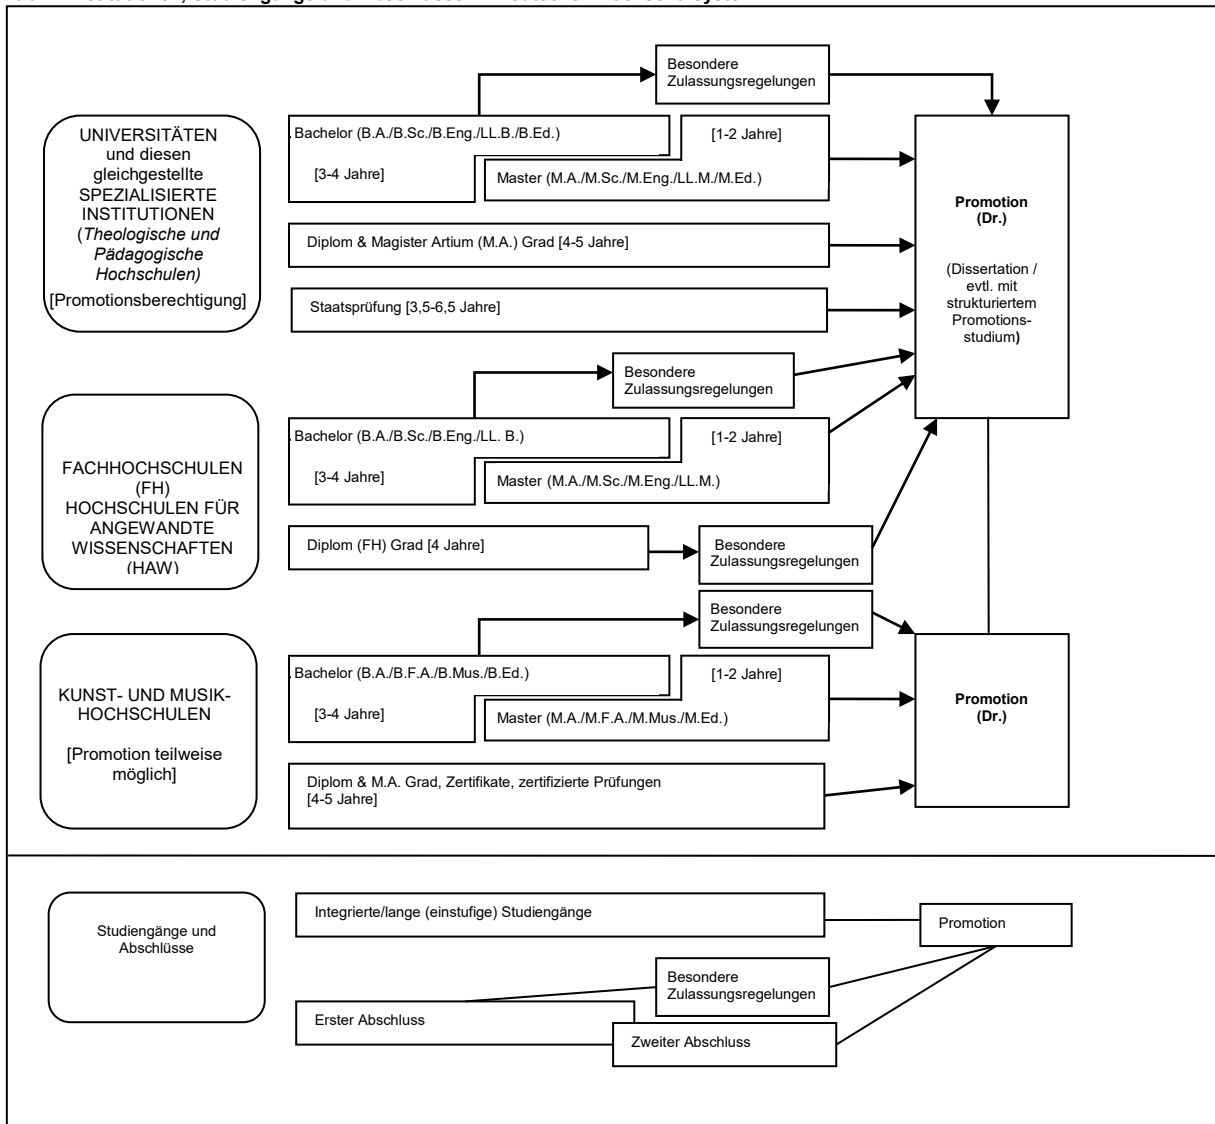 Besondere
Zulassungsregelungen
UNIVERSITÄTEN
und diesen
gleichgestellte
SPEZIALISIERTE
INSTITUTIONEN
(Theologische und
Pädagogische
Hochschulen)
[Promotionsberechtigung]
Bachelor (B.A./B.Sc./B.Eng./LL.B./B.Ed.)
[1-2 Jahre]
[3-4 Jahre]
Master (M.A./M.Sc./M.Eng./LL.M./M.Ed.)
Diplom & Magister Artium (M.A.) Grad [4-5 Jahre]
Staatsprüfung [3,5-6,5 Jahre]
Promotion
(Dr.)
(Dissertation /
evtl. mit
strukturiertem
Promotions-
studium)
Besondere
Zulassungsregelungen
FACHHOCHSCHULEN
(FH)
HOCHSCHULEN FÜR
ANGEWANDTE
WISSENSCHAFTEN
(HAW)
Bachelor (B.A./B.Sc./B.Eng./LL. B.)
[1-2 Jahre]
[3-4 Jahre]
Master (M.A./M.Sc./M.Eng./LL.M.)
Diplom (FH) Grad [4 Jahre]
Besondere
Zulassungsregelungen
Besondere
Zulassungsregelungen
KUNST- UND MUSIK-
HOCHSCHULEN
[Promotion teilweise
möglich]
Bachelor (B.A./B.F.A./B.Mus./B.Ed.)
[1-2 Jahre]
[3-4 Jahre]
Master (M.A./M.F.A./M.Mus./M.Ed.)
Diplom & M.A. Grad, Zertifikate, zertifizierte Prüfungen
[4-5 Jahre]
Promotion
(Dr.)
Studiengänge und
Abschlüsse
Integrierte/lange (einstufige) Studiengänge
Promotion
Besondere
Zulassungsregelungen
Erster Abschluss
Zweiter Abschluss